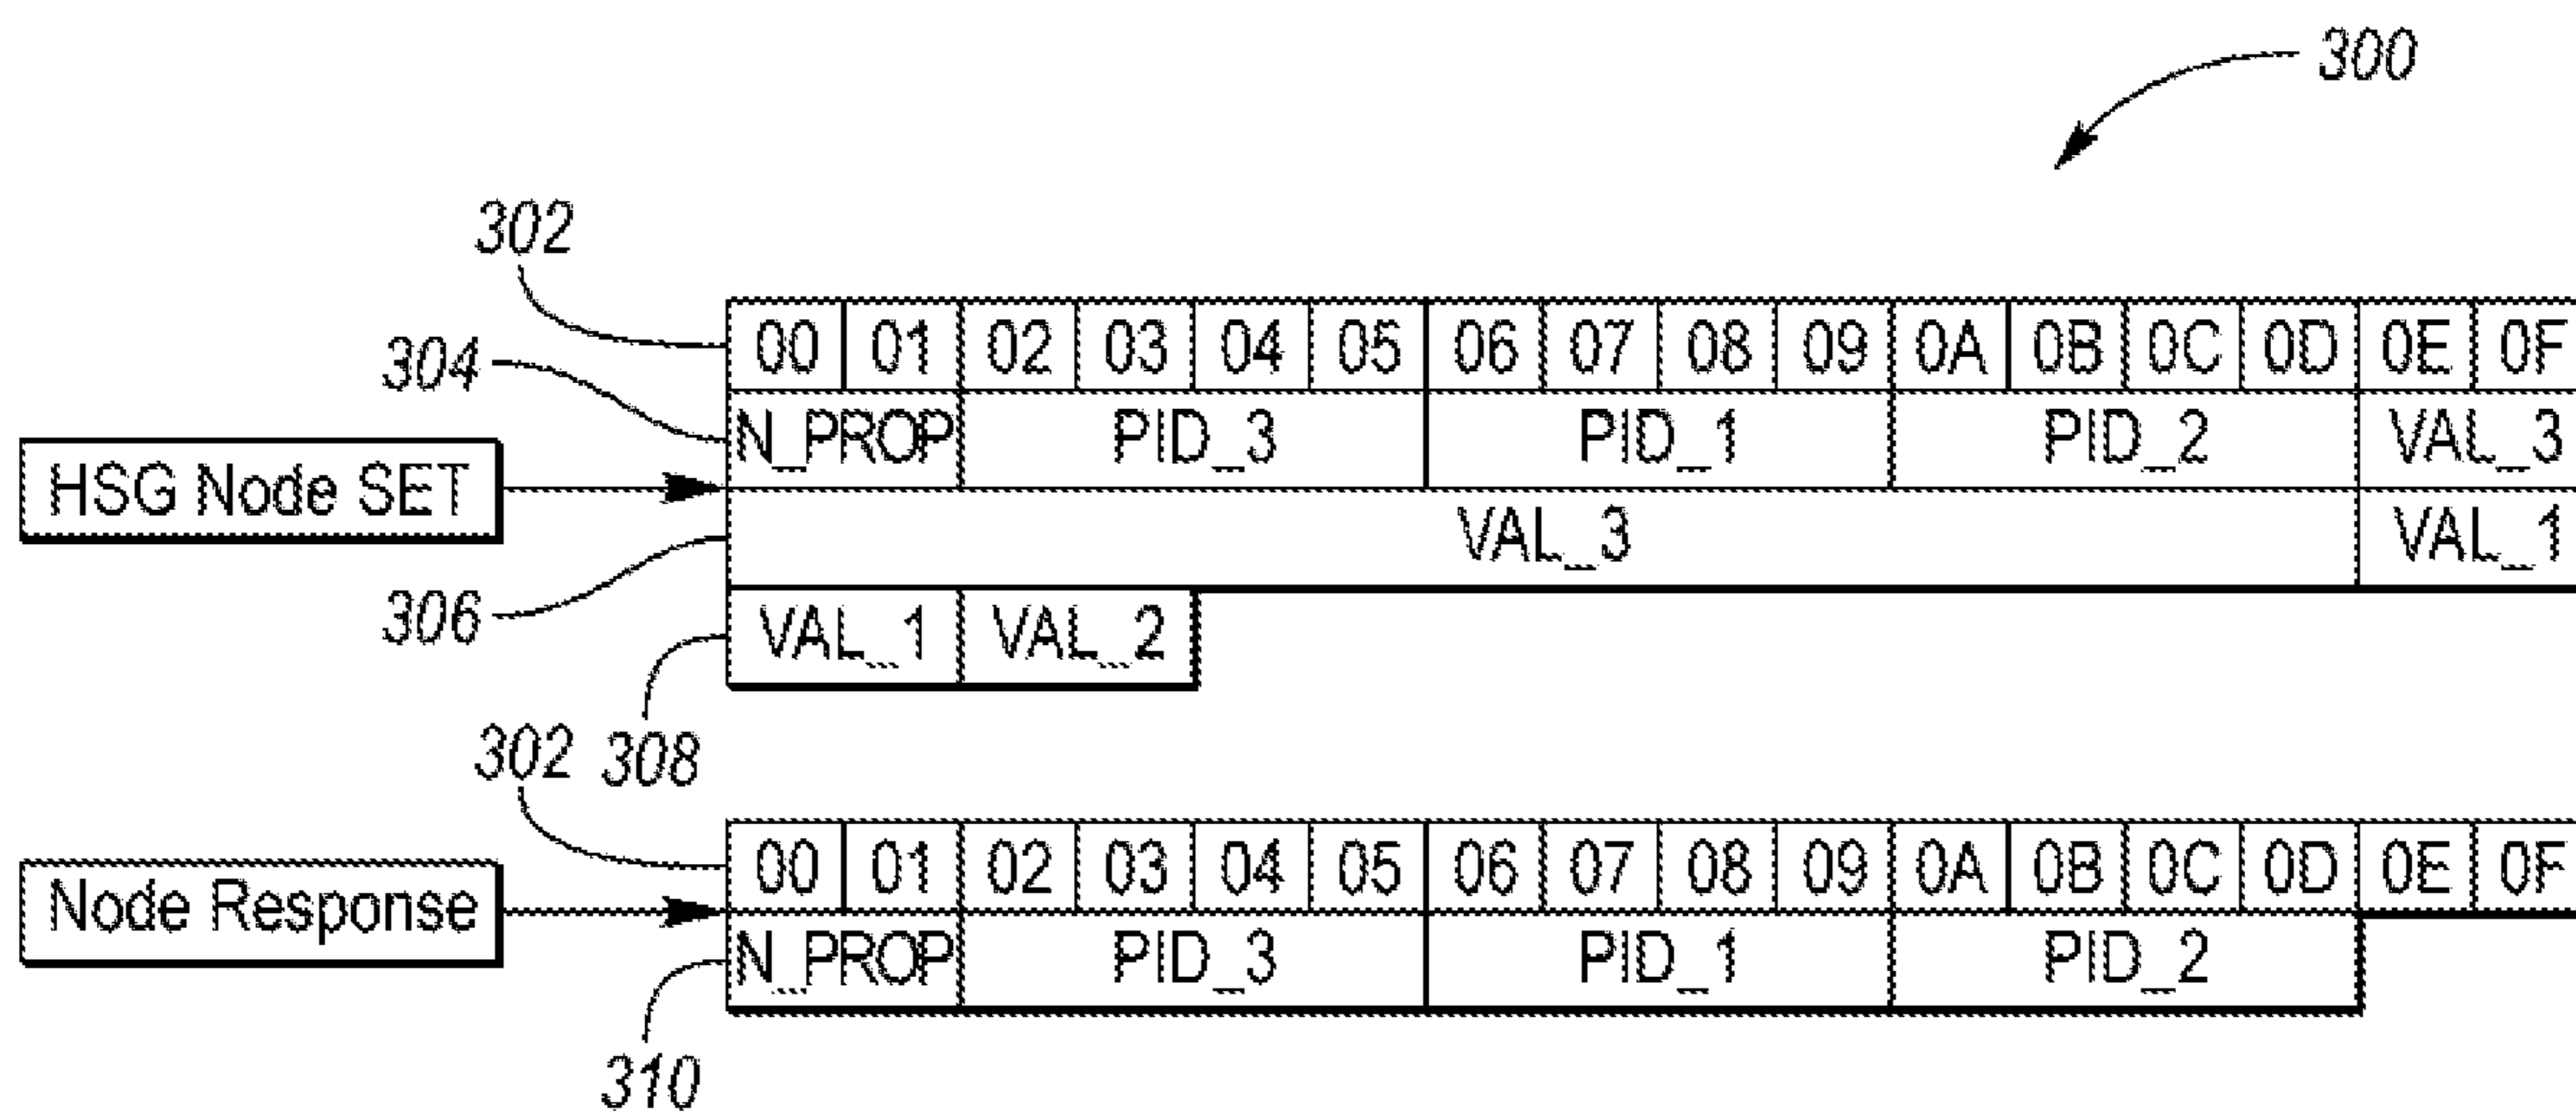 300
302
00 01 02 03 04 05 06 07 08 09 0A 0B 0C 0D 0E 0F
304
N_PROP PID_3 PID_1 PID_2 VAL_3
HSG Node SET
VAL_3 VAL_1
306
VAL_1 VAL_2
302 308
00 01 02 03 04 05 06 07 08 09 0A 0B 0C 0D 0E 0F
Node Response
N_PROP PID_3 PID_1 PID_2
310